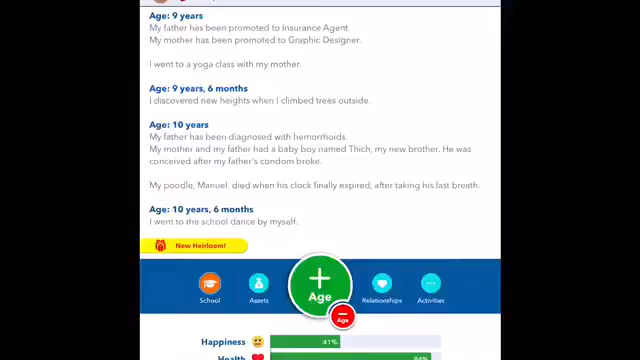 Age: 9 years
My father has been promoted to Insurance Agent
My mother has been promoted to Graphic Designer.
I went to a yoga class with my mother.
Age: 9 years, 6 months
I discovered new heights when I climbed trees outside.
Age: 10 years
My father has been diagnosed with hemorrhoids.
My mother and my father had a baby boy named Thich, my new brother. He was
conceived after my father's condom broke.
My poodle, Manuel, died when his clock finally expired, after taking his last breath.
Age: 10 years, 6 months
I went to the school dance by myself.
New Heirloom!
School
Assets
+
Age
Relationships
Activities
Age
Happiness 41%
Health 94%